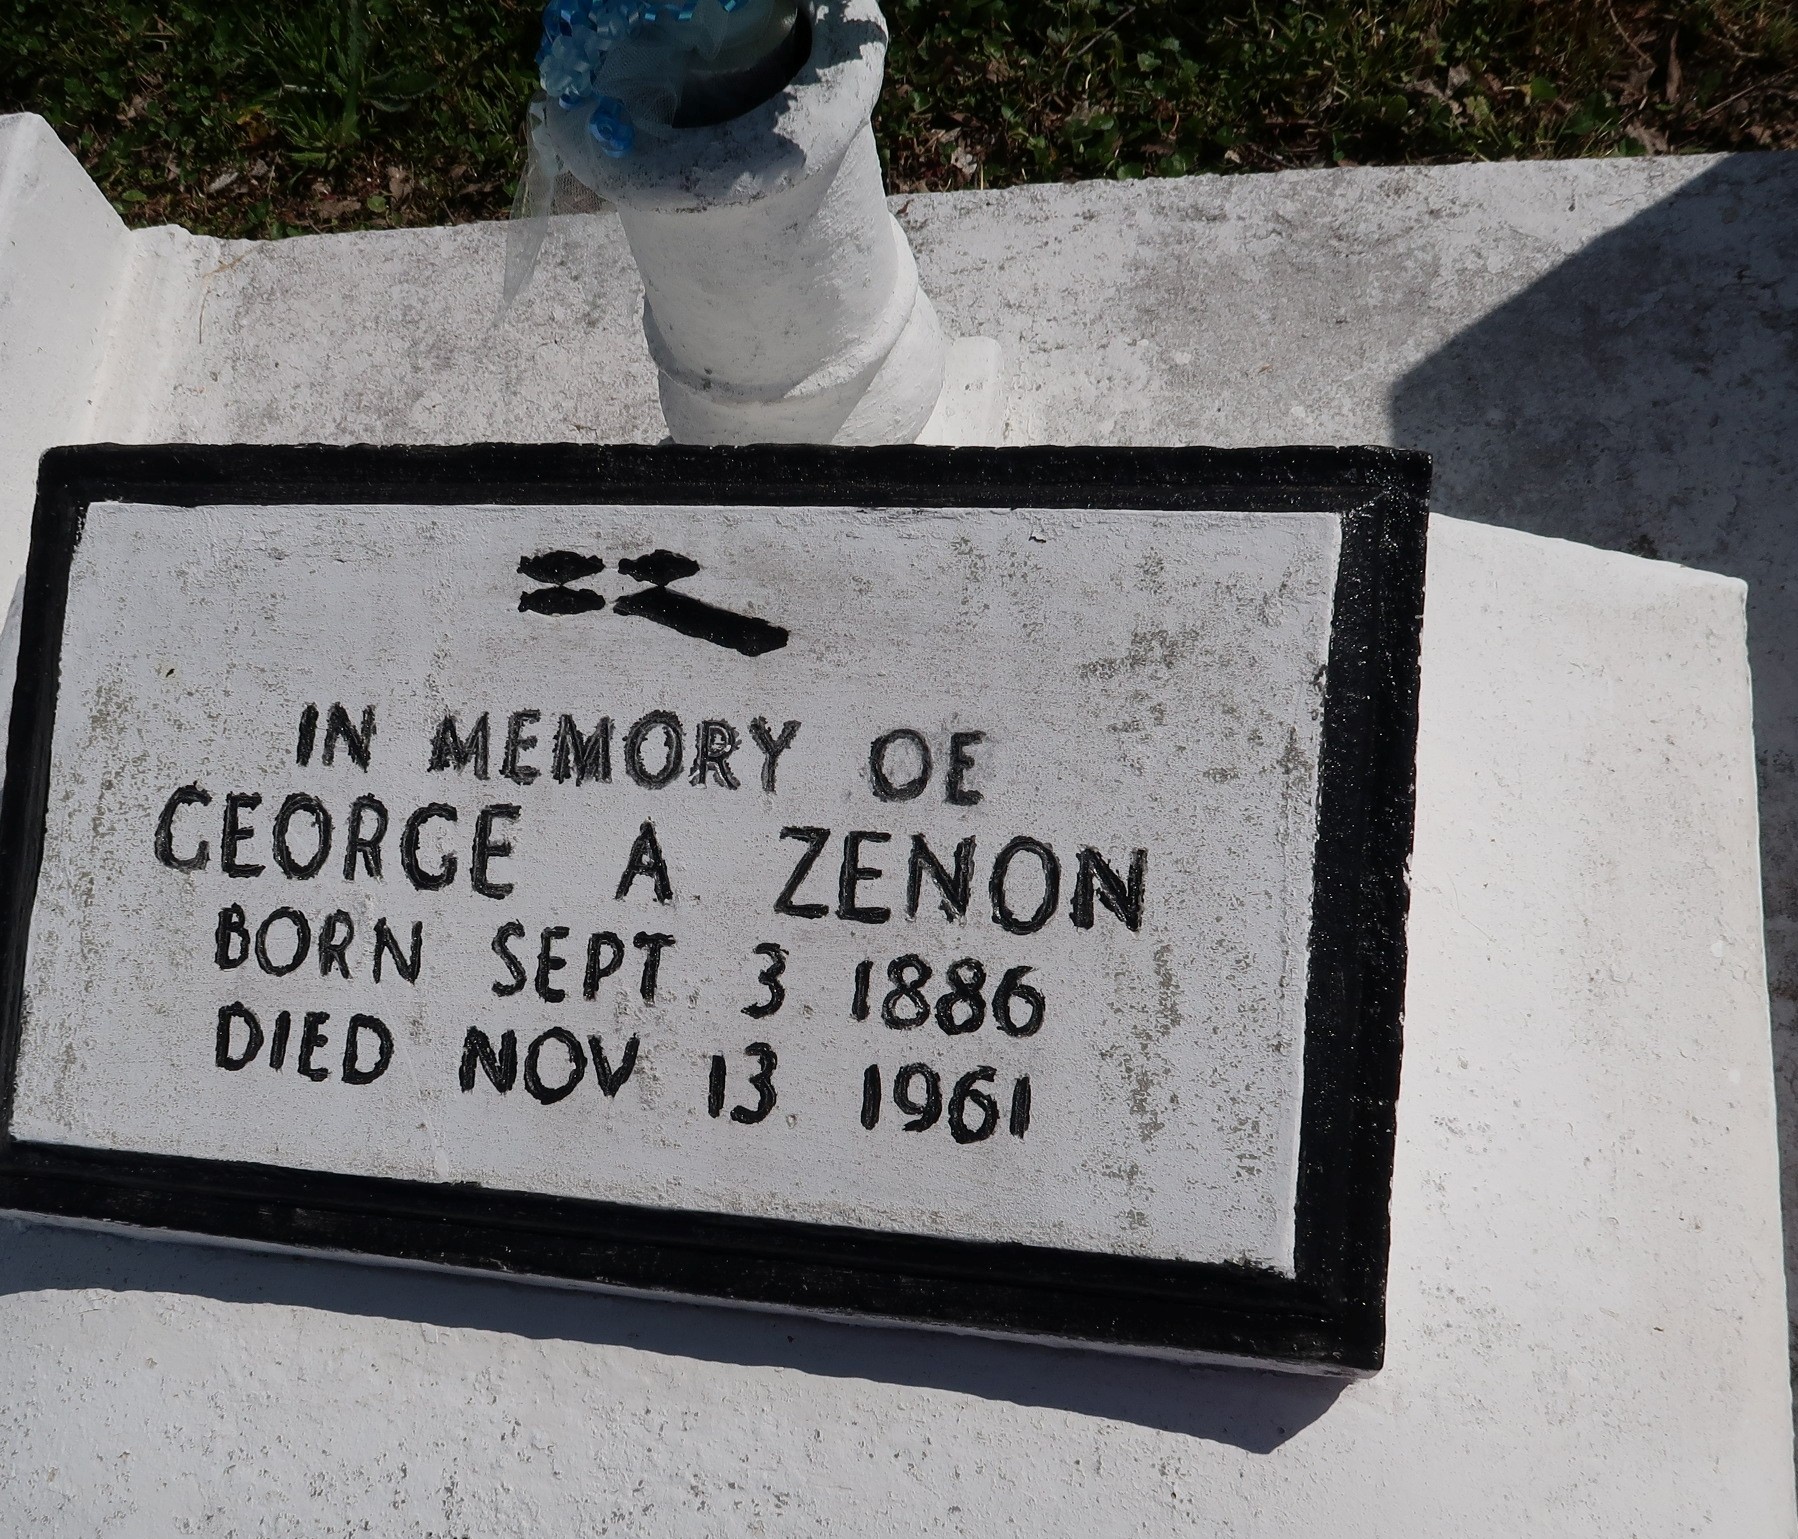 IN MEMORY OE
GEORGE A ZENON
BORN SEPT 3 1886
DIED NOV 13 1961